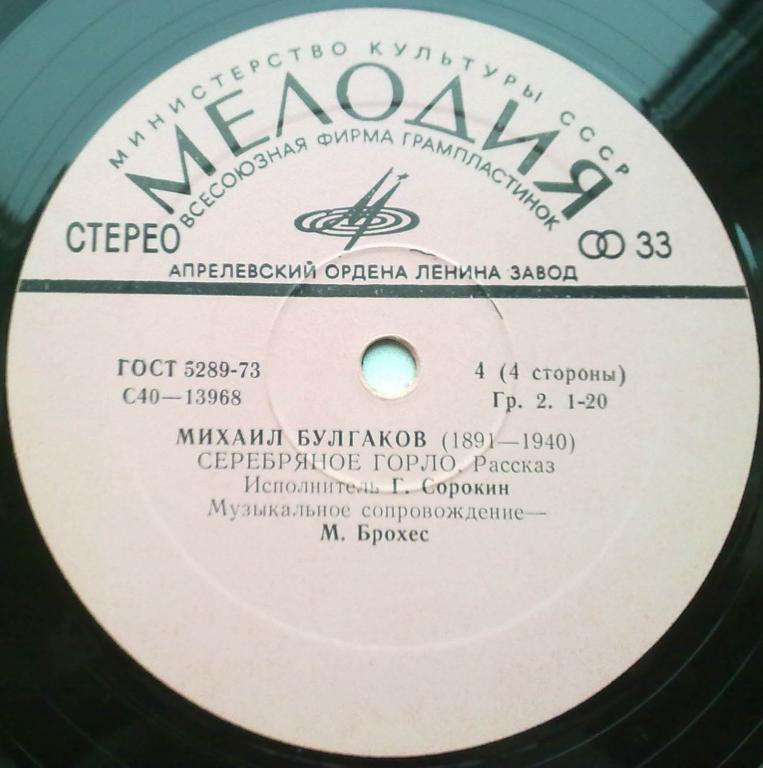 МИНИСТЕРСТВО КУЛЬТУРЫ СССР
МЕЛОДИЯ
ВСЕСОЮЗНАЯ ФИРМА ГРАМПЛАСТИНОК
СТЕРЕО 33
АПРЕЛЕВСКИЙ ОРДЕНА ЛЕНИНА ЗАВОД
ГОСТ 5289-73 4 (4 стороны)
С40—13968 Гр. 2. 1-20
МИХАИЛ БУЛГАКОВ (1891—1940)
СЕРЕБРЯНОЕ ГОРЛО. Рассказ
Исполнитель Г. Сорокин
Музыкальное сопровождение—
М. Брохес